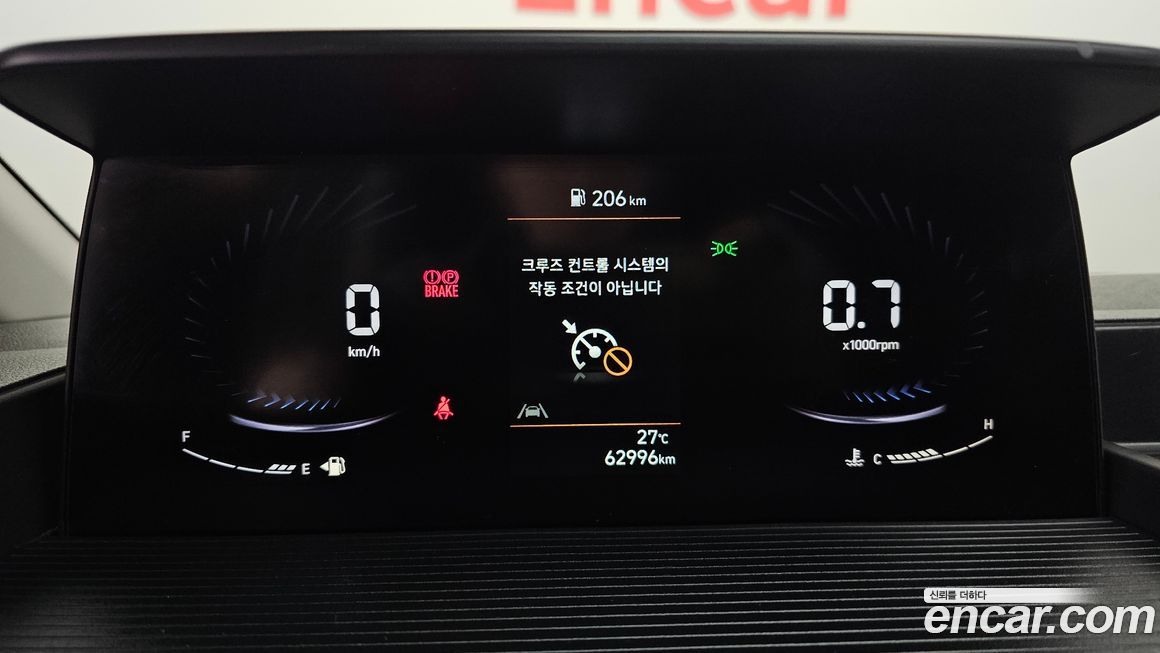 Encar
206 km
크루즈 컨트롤 시스템의
작동 조건이 아닙니다
BRAKE
0
km/h
0.7
x1000rpm
F
E
27°C
62996km
C
H
신뢰를 더하다
encar.com